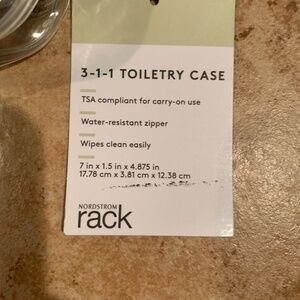 3-1-1 TOILETRY CASE
TSA compliant for carry-on use
Water-resistant zipper
Wipes clean easily
7 in x 1.5 in x 4.875 in
17.78 cm x 3.81 cm x 12.38 cm
NORDSTROM
rack